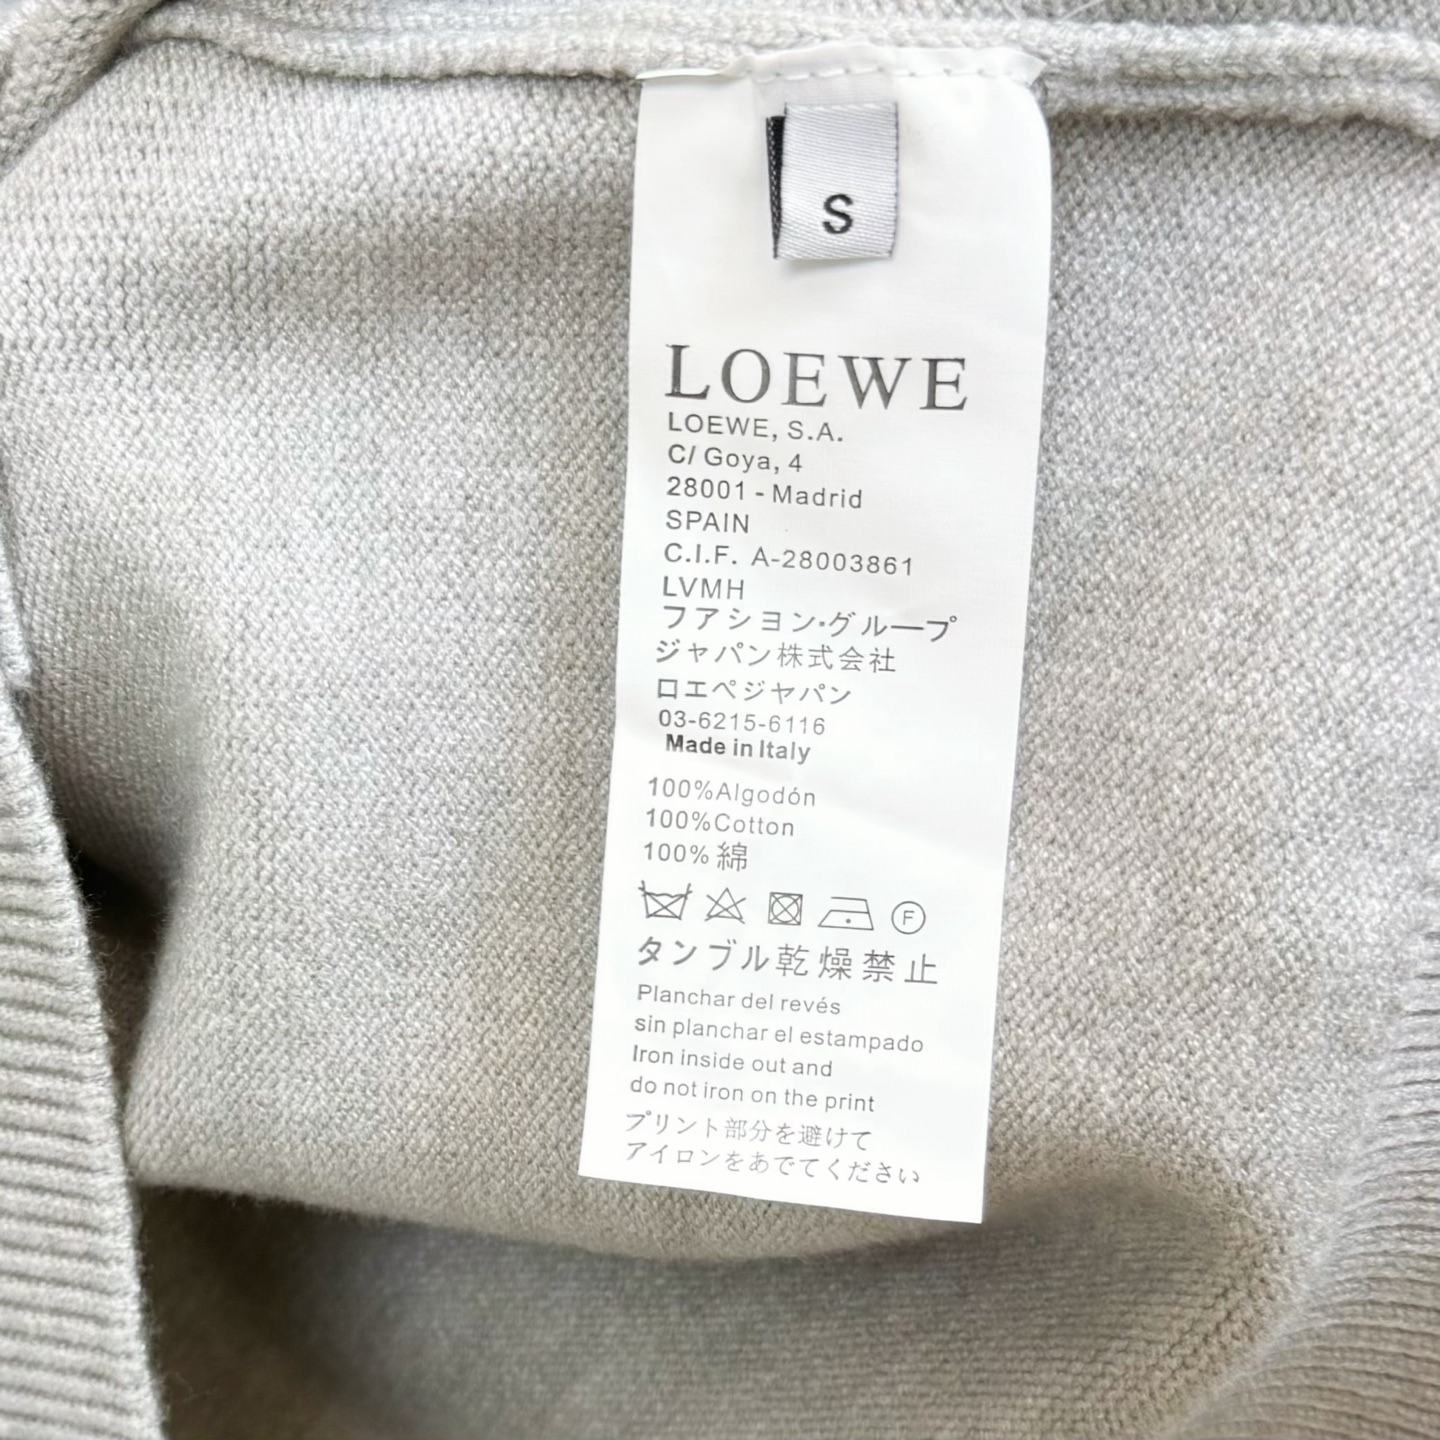 S
LOEWE
LOEWE, S.A.
C/ Goya, 4
28001 - Madrid
SPAIN
C.I.F. A-28003861
LVMH
フアシヨン·グループ
ジャパン株式会社
ロエペジヤパン
03-6215-6116
Made in Italy
100%Algodón
100%Cotton
100% 綿
F
タンブル乾燥禁止
Planchar del revés
sin planchar el estampado
Iron inside out and
do not iron on the print
プリント部分を避けて
アイロンをあでてください